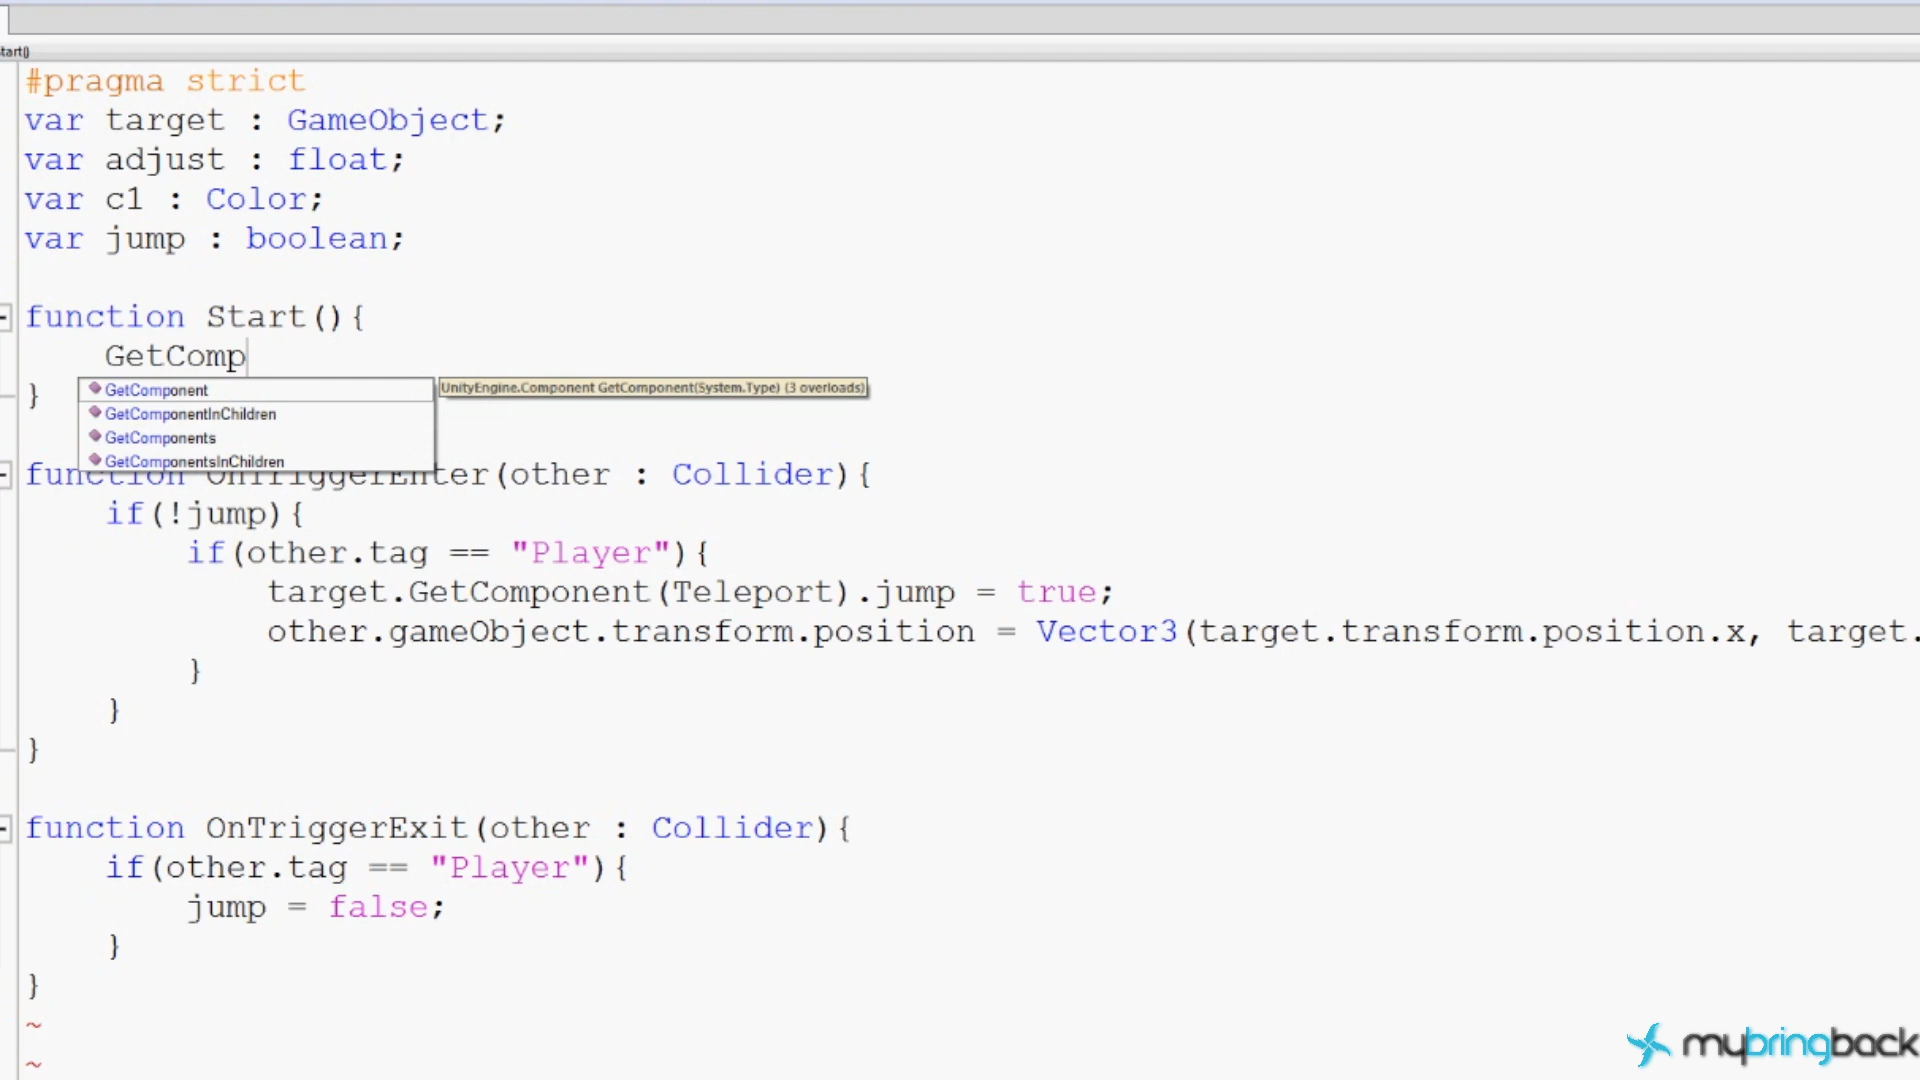 tart()
#pragma strict
var target : GameObject;
var adjust : float;
var c1 : Color;
var jump : boolean;
function Start(){
GetComp
GetComponent
UnityEngine.Component GetComponent(System.Type) (3 overloads)
GetComponentInChildren
GetComponents
GetComponentsInChildren
}
function OnTriggerEnter(other : Collider){
if(!jump){
if(other.tag == "Player"){
target.GetComponent(Teleport).jump = true;
other.gameObject.transform.position = Vector3(target.transform.position.x, target.
}
}
}
function OnTriggerExit(other : Collider){
if(other.tag == "Player"){
jump = false;
}
}
~
~
mybringback